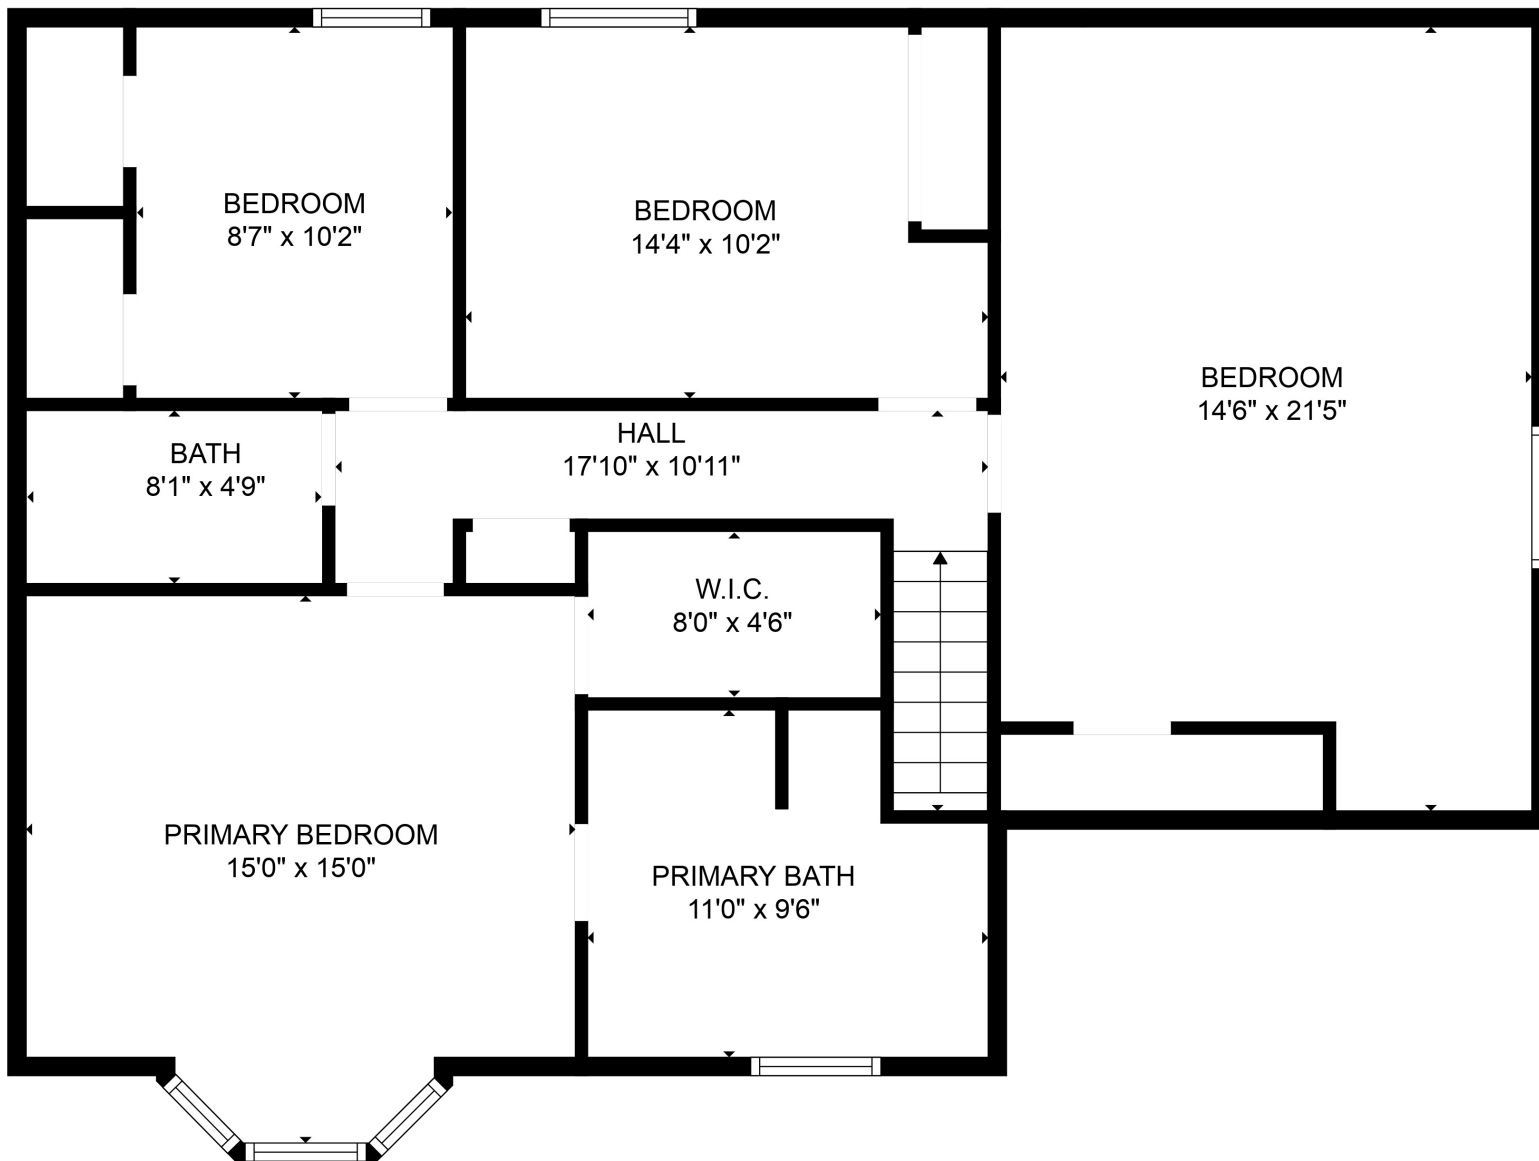 BEDROOM
8'7" x 10'2"
BEDROOM
14'4" x 10'2"
BEDROOM
14'6" x 21'5"
BATH
8'1" x 4'9"
HALL
17'10" x 10'11"
W.I.C.
8'0" x 4'6"
PRIMARY BEDROOM
15'0" x 15'0"
PRIMARY BATH
11'0" x 9'6"